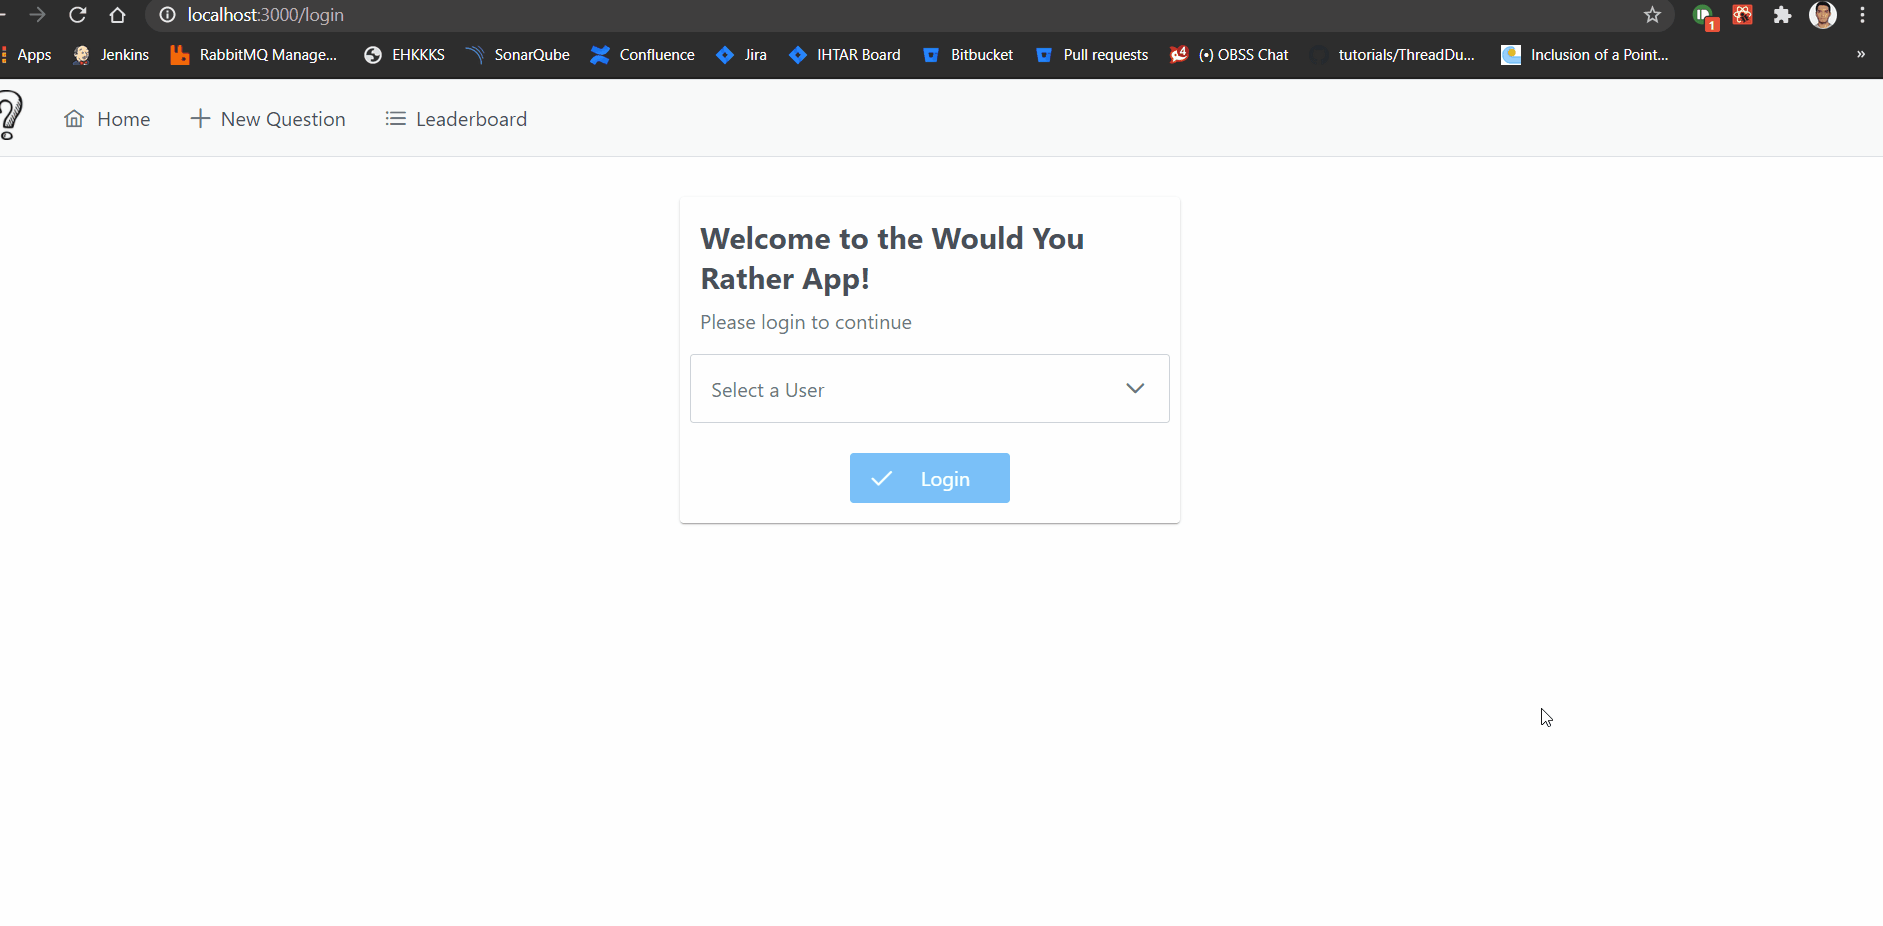 localhost:3000/login
1
Apps Jenkins RabbitMQ Manage... EHKKKS SonarQube Confluence Jira IHTAR Board Bitbucket Pull requests 4 (•) OBSS Chat tutorials/ThreadDu... Inclusion of a Point... »
? Home New Question Leaderboard
Welcome to the Would You
Rather App!
Please login to continue
Select a User
Login